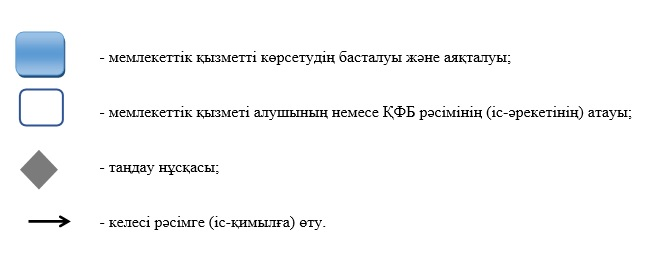 - мемлекеттік қызметті көрсетудің басталуы және аяқталуы;
- мемлекеттік қызметі алушының немесе ҚФБ рәсімінің (іс-әрекетінің) атауы;
- таңдау нұсқасы;
- келесі рәсімге (іс-қимылға) өту.